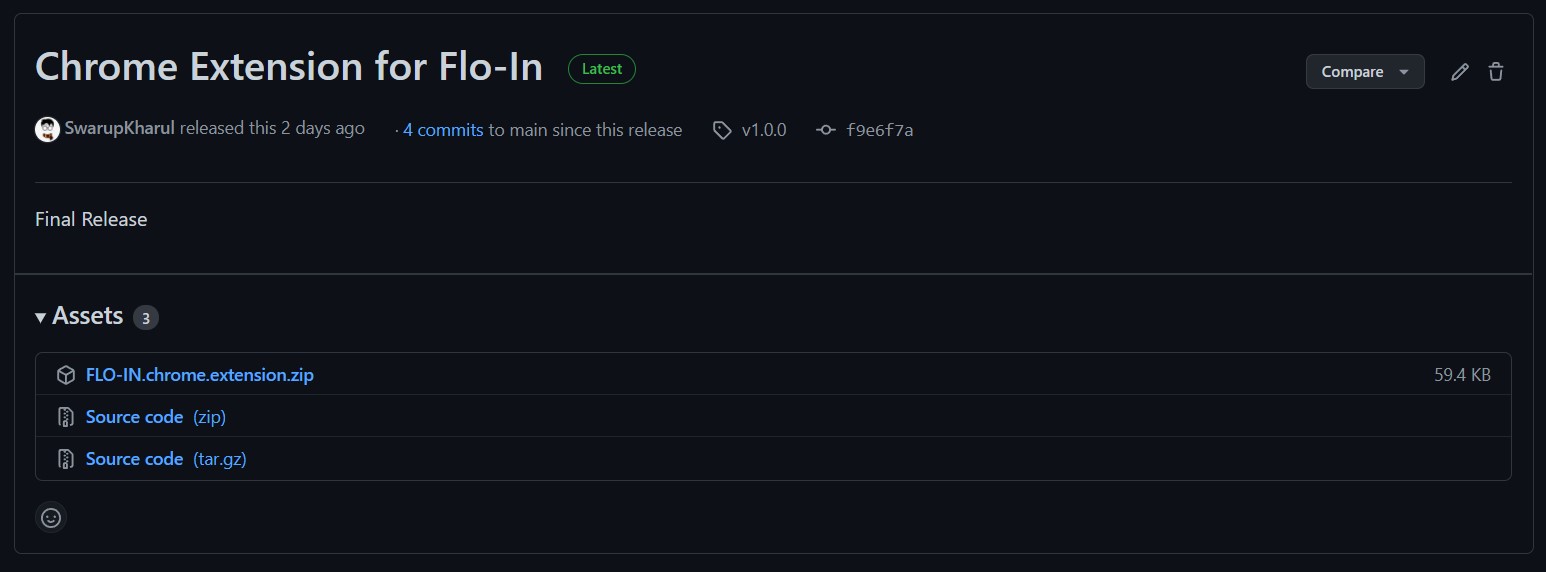 Chrome Extension for Flo-In Latest Compare
SwarupKharul released this 2 days ago · 4 commits to main since this release v1.0.0 f9e6f7a
Final Release
Assets 3
FLO-IN.chrome.extension.zip 59.4 KB
Source code (zip)
Source code (tar.gz)